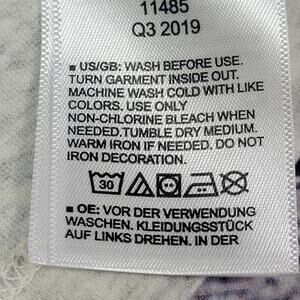 11485
Q3 2019
▪ US/GB: WASH BEFORE USE.
TURN GARMENT INSIDE OUT.
MACHINE WASH COLD WITH LIKE
COLORS. USE ONLY
NON-CHLORINE BLEACH WHEN
NEEDED.TUMBLE DRY MEDIUM.
WARM IRON IF NEEDED. DO NOT
IRON DECORATION.
30
▪ OE: VOR DER VERWENDUNG
WASCHEN. KLEIDUNGSSTÜCK
AUF LINKS DREHEN. IN DER